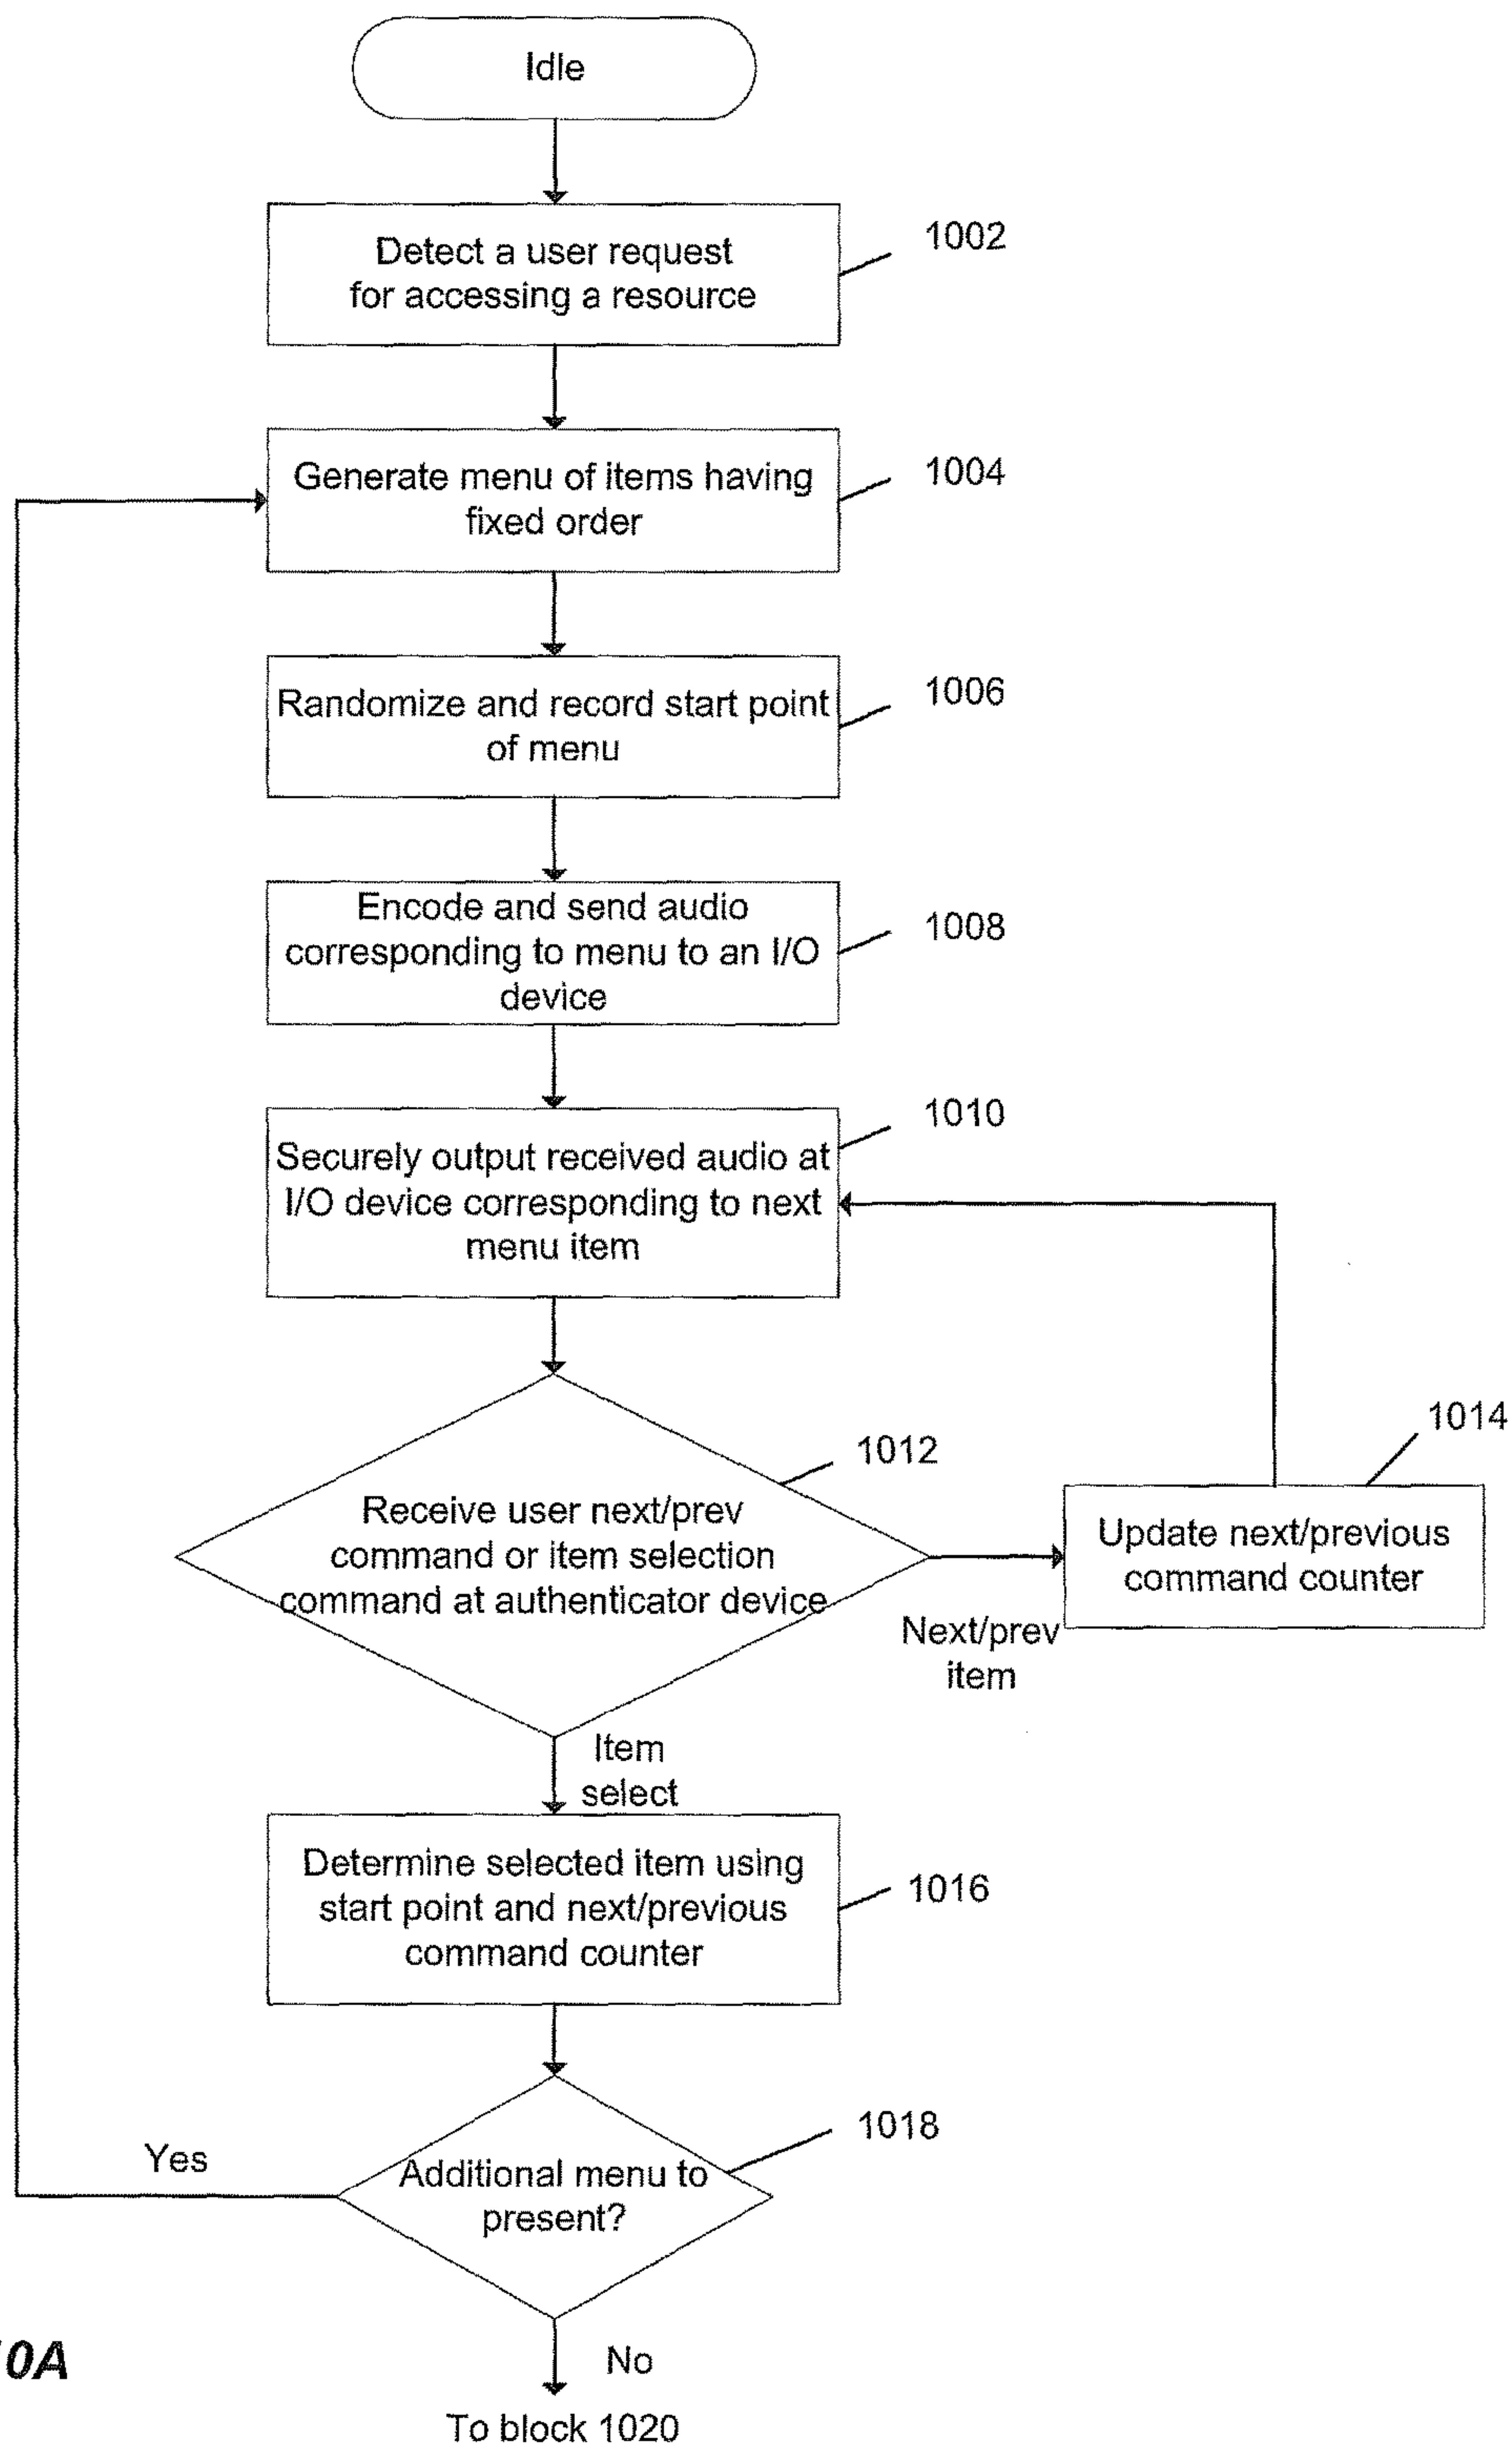 Idle
Detect a user request
for accessing a resource
1002
Generate menu of items having
fixed order
1004
Randomize and record start point
of menu
1006
Encode and send audio
corresponding to menu to an I/O
device
1008
Securely output received audio at
I/O device corresponding to next
menu item
1010
Receive user next/prev
command or item selection
command at authenticator device
1012
Next/prev
item
Update next/previous
command counter
1014
Item
select
Determine selected item using
start point and next/previous
command counter
1016
Additional menu to
present?
1018
Yes
No
To block 1020
0A